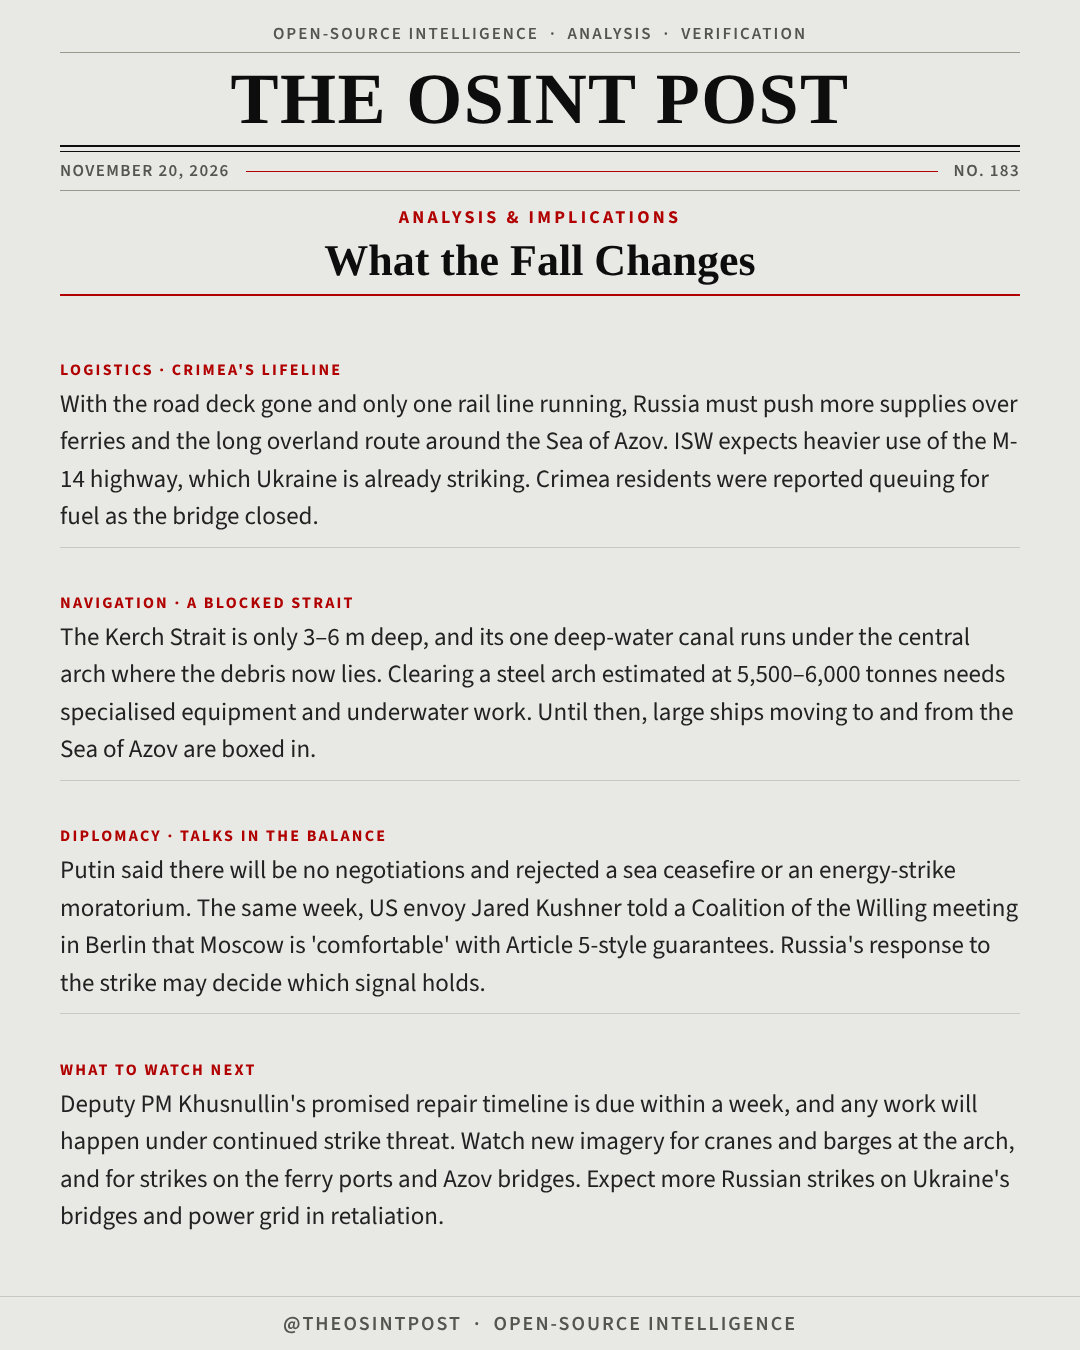 OPEN-SOURCE INTELLIGENCE · ANALYSIS · VERIFICATION
THE OSINT POST
NOVEMBER 20, 2026 NO. 183
ANALYSIS & IMPLICATIONS
What the Fall Changes
LOGISTICS · CRIMEA'S LIFELINE
With the road deck gone and only one rail line running, Russia must push more supplies over
ferries and the long overland route around the Sea of Azov. ISW expects heavier use of the M-
14 highway, which Ukraine is already striking. Crimea residents were reported queuing for
fuel as the bridge closed.
NAVIGATION · A BLOCKED STRAIT
The Kerch Strait is only 3–6 m deep, and its one deep-water canal runs under the central
arch where the debris now lies. Clearing a steel arch estimated at 5,500–6,000 tonnes needs
specialised equipment and underwater work. Until then, large ships moving to and from the
Sea of Azov are boxed in.
DIPLOMACY · TALKS IN THE BALANCE
Putin said there will be no negotiations and rejected a sea ceasefire or an energy-strike
moratorium. The same week, US envoy Jared Kushner told a Coalition of the Willing meeting
in Berlin that Moscow is 'comfortable' with Article 5-style guarantees. Russia's response to
the strike may decide which signal holds.
WHAT TO WATCH NEXT
Deputy PM Khusnullin's promised repair timeline is due within a week, and any work will
happen under continued strike threat. Watch new imagery for cranes and barges at the arch,
and for strikes on the ferry ports and Azov bridges. Expect more Russian strikes on Ukraine's
bridges and power grid in retaliation.
@THEOSINTPOST · OPEN-SOURCE INTELLIGENCE